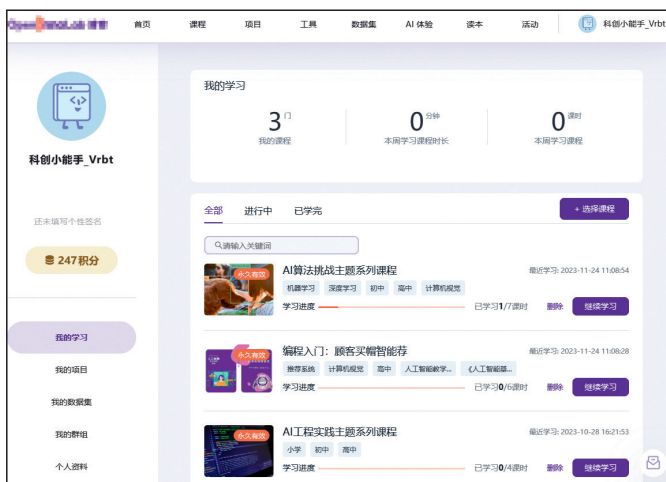 首页 课程 项目 工具 数据集 AI 体验 读本 活动 科创小能手_Vrbt
科创小能手_Vrbt
还未填写个性签名
247积分
我的学习
我的项目
我的数据集
我的群组
个人资料
我的学习
3 门 0 分钟 0 课时
我的课程 本周学习课程时长 本周学习课程
全部 进行中 已学完 + 选择课程
请输入关键词
永久有效
AI算法挑战主题系列课程 最近学习: 2023-11-24 11:08:54
机器学习 深度学习 初中 高中 计算机视觉
学习进度 已学习1/7课时 删除 继续学习
永久有效
编程入门：顾客买帽智能荐 最近学习: 2023-11-24 11:08:28
推荐系统 计算机视觉 高中 人工智能教学... 《人工智能基...
学习进度 已学习0/6课时 删除 继续学习
永久有效
AI工程实践主题系列课程 最近学习: 2023-10-28 16:21:53
小学 初中 高中
学习进度 已学习0/4课时 删除 继续学习